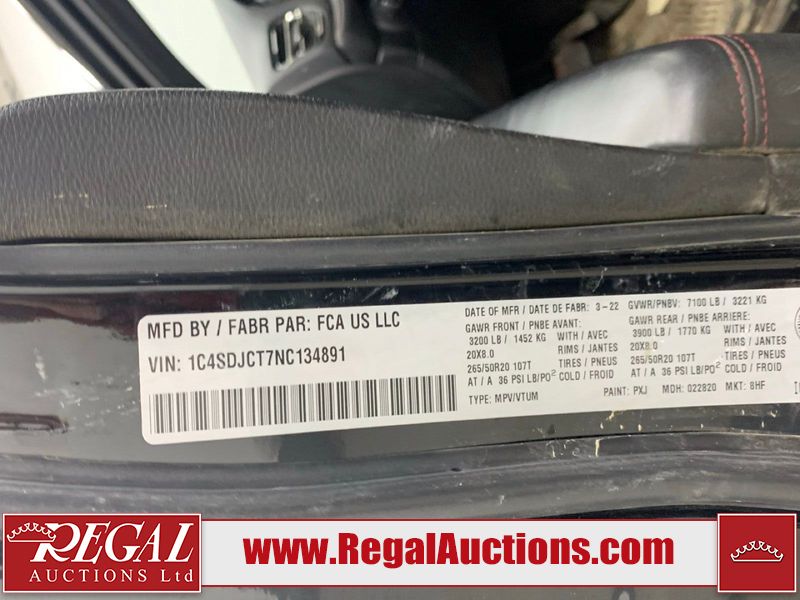 MFD BY / FABR PAR: FCA US LLC
VIN: 1C4SDJCT7NC134891
DATE OF MFR / DATE DE FABR: 3-22 GVWR/PNBV: 7100 LB / 3221 KG
GAWR FRONT / PNBE AVANT: GAWR REAR / PNBE ARRIERE:
3200 LB / 1452 KG WITH / AVEC 3900 LB / 1770 KG WITH / AVEC
20X8.0 RIMS / JANTES 20X8.0 RIMS / JANTES
265/50R20 107T TIRES / PNEUS 265/50R20 107T TIRES / PNEUS
AT / A 36 PSI LB/PO² COLD / FROID AT / A 36 PSI LB/PO² COLD / FROID
TYPE: MPV/VTUM PAINT: PXJ MDH: 022820 MKT: 8HF
REGAL
AUCTIONS Ltd
www.RegalAuctions.com